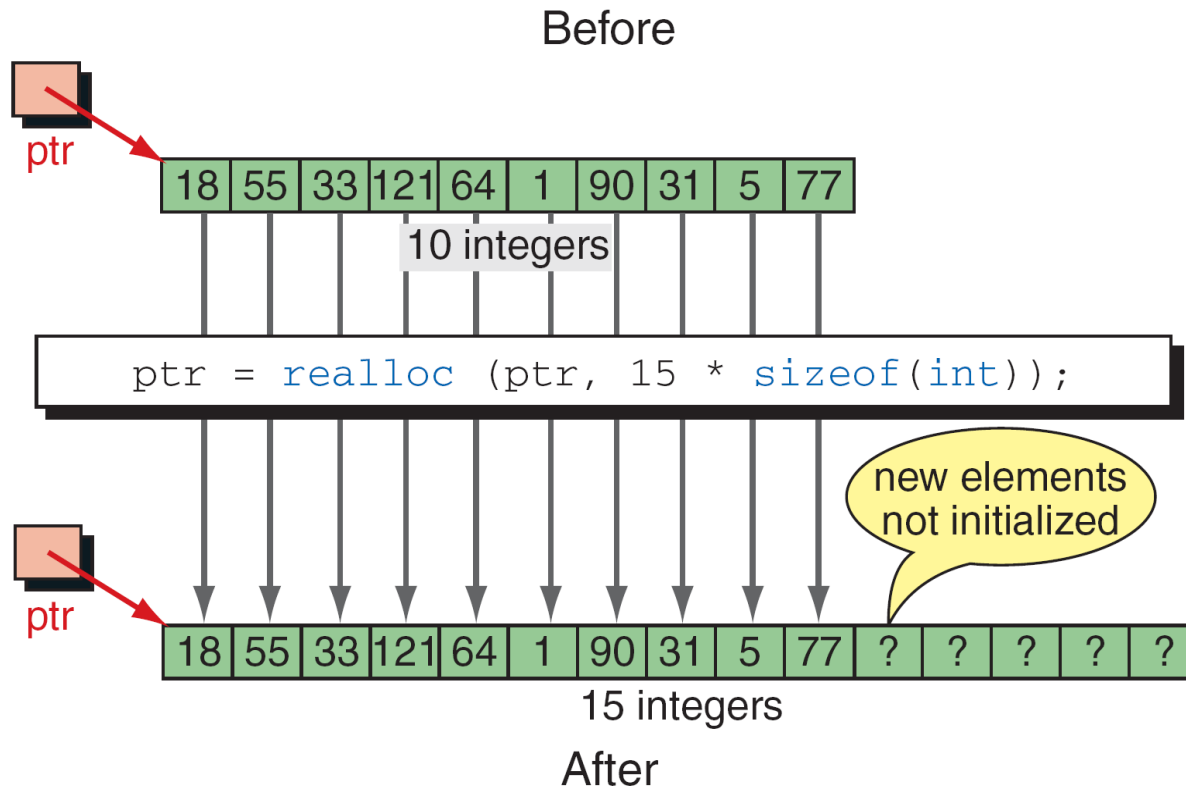 Before
ptr
18 55 33 121 64 1 90 31 5 77
10 integers
ptr = realloc (ptr, 15 * sizeof(int));
new elements
not initialized
ptr
18 55 33 121 64 1 90 31 5 77 ? ? ? ? ?
15 integers
After